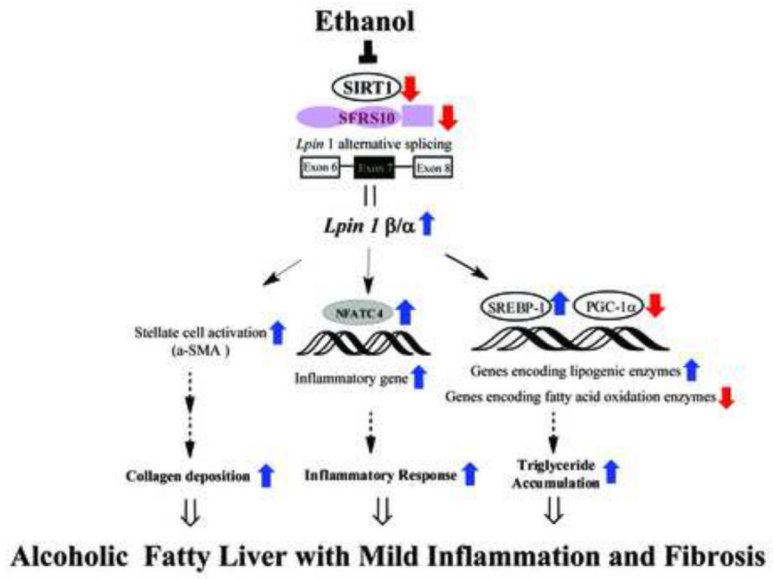 Ethanol
SIRT1
SFRS10
Lpin 1 alternative splicing
Exon 6 Exon 7 Exon 8
Lpin 1 β/α
NFATC4
SREBP-1 PGC-1α
Stellate cell activation
(a-SMA )
Inflammatory gene
Genes encoding lipogenic enzymes
Genes encoding fatty acid oxidation enzymes
Collagen deposition
Inflammatory Response
Triglyceride
Accumulation
Alcoholic Fatty Liver with Mild Inflammation and Fibrosis